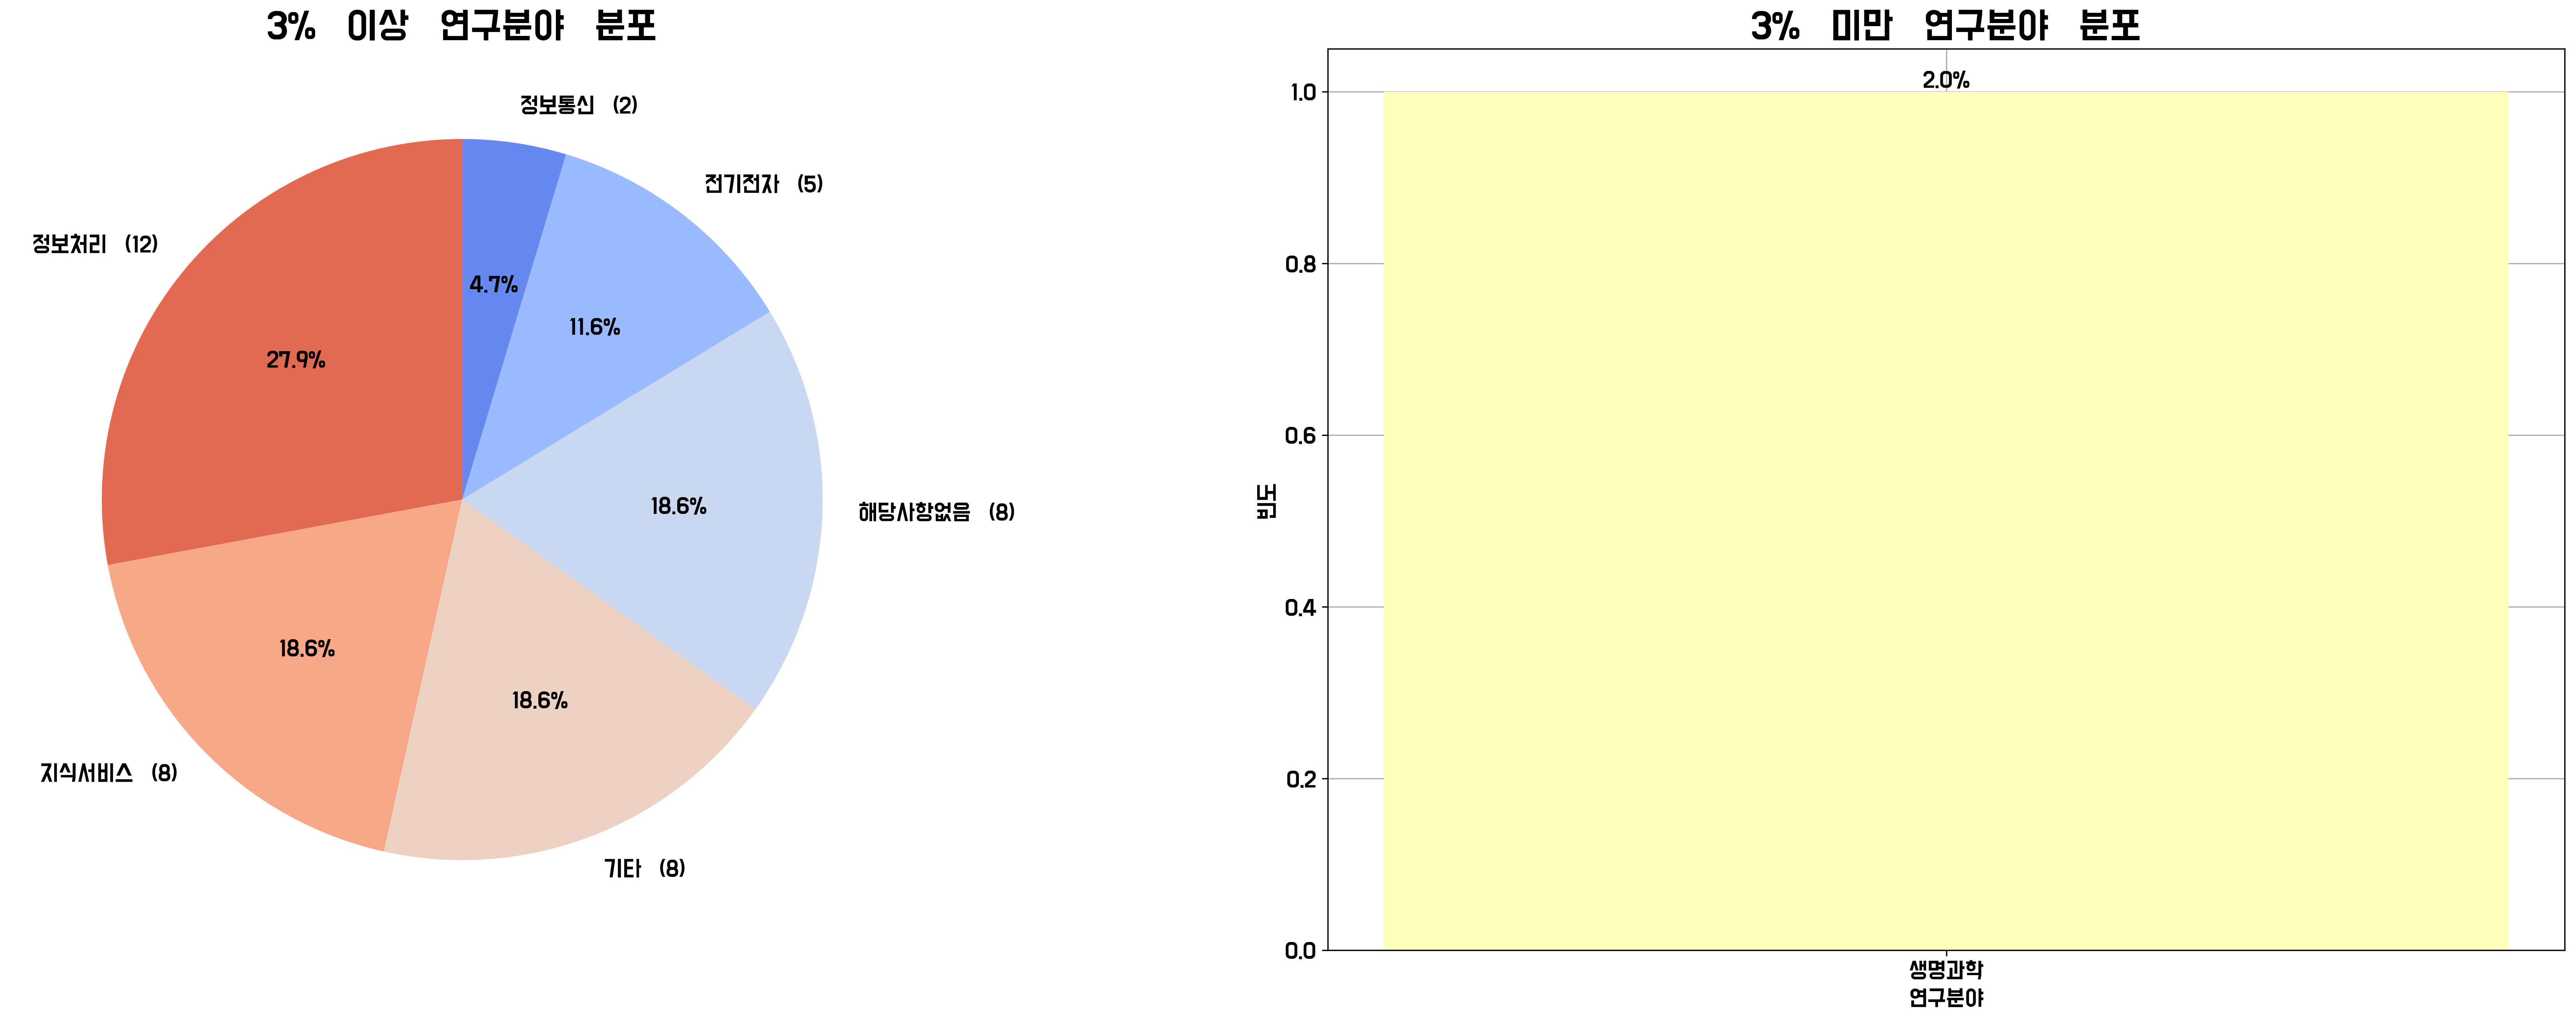 3% 이상 연구분야 분포
정보통신 (2)
전기전자 (5)
정보처리 (12)
4.7%
11.6%
27.9%
18.6%
해당사항없음 (8)
18.6%
18.6%
지식서비스 (8)
기타 (8)
3% 미만 연구분야 분포
2.0%
1.0
0.8
0.6
0.4
0.2
0.0
빈도
생명과학
연구분야